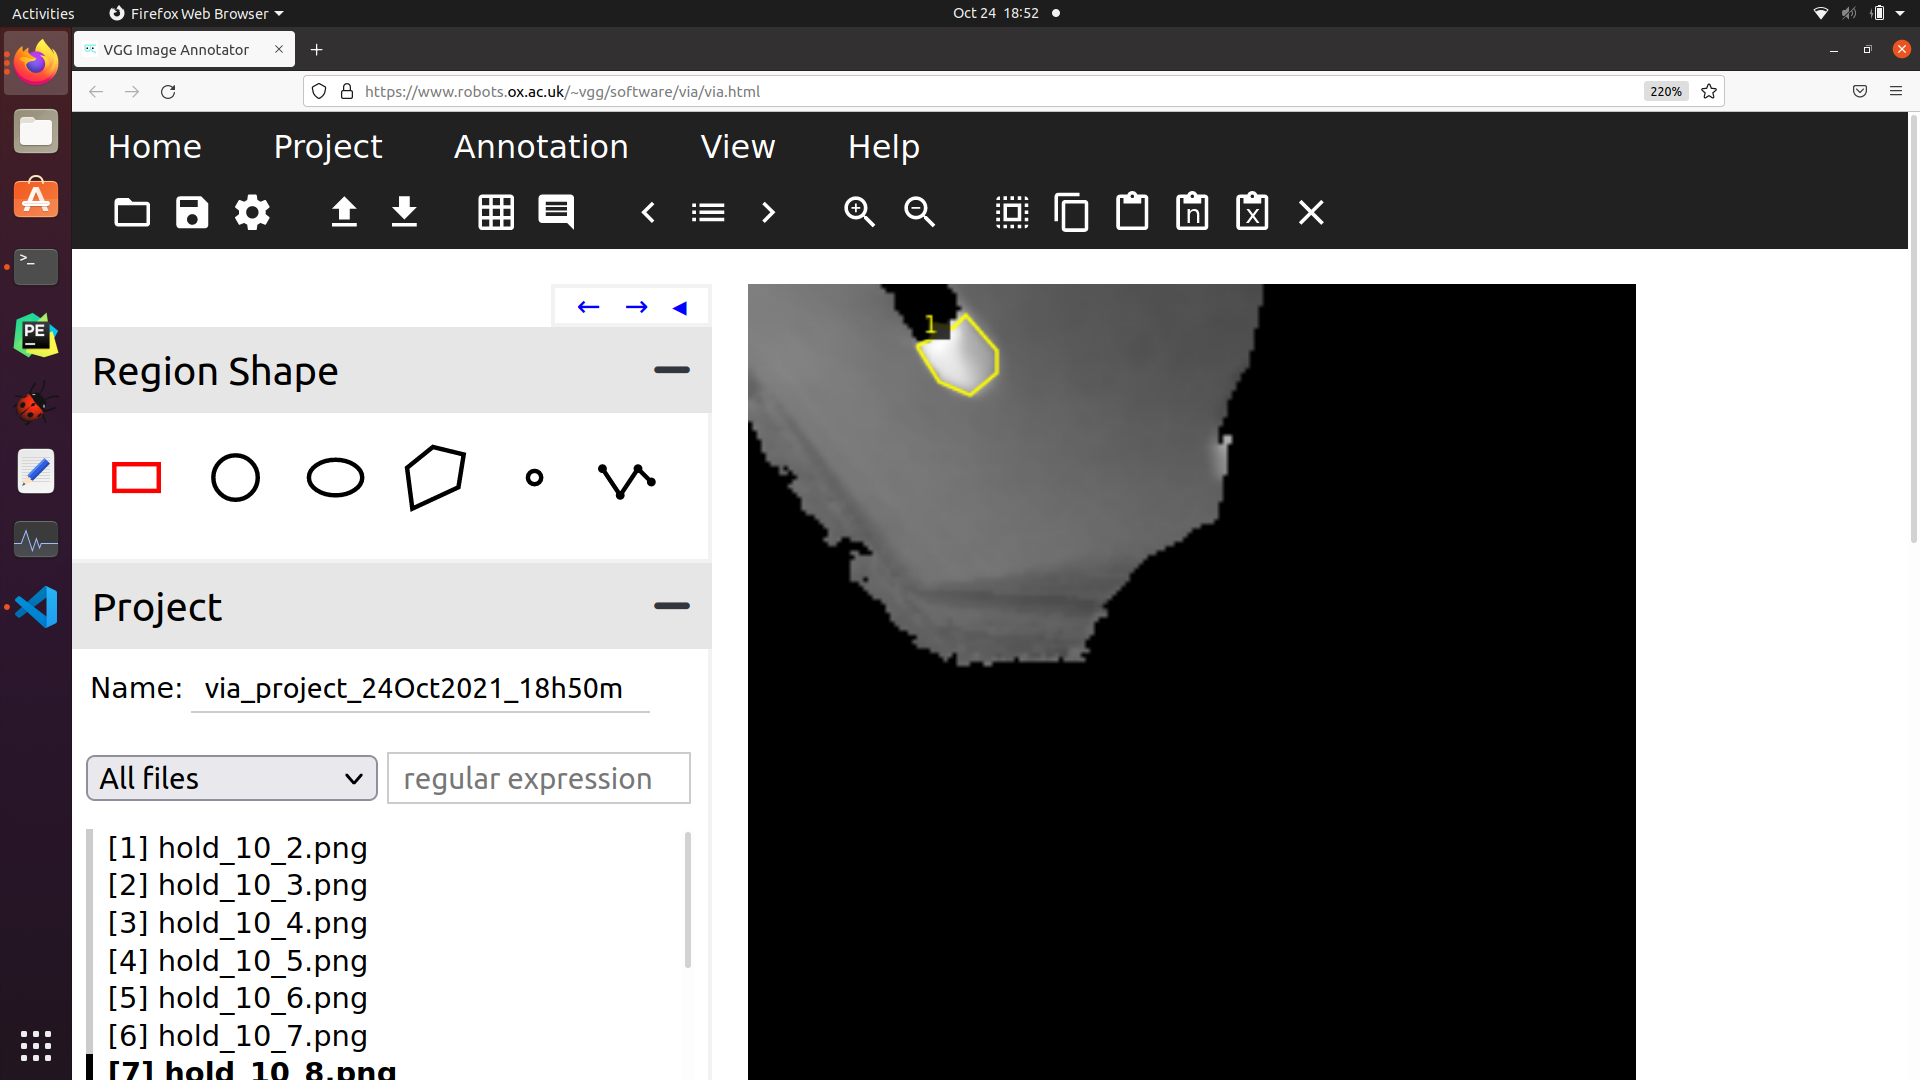 Activities
Firefox Web Browser
Oct 24 18:52
VGG Image Annotator
https://www.robots.ox.ac.uk/~vgg/software/via/via.html
220%
Home Project Annotation View Help
n x
Region Shape
Project
Name: via_project_24Oct2021_18h50m
All files
regular expression
[1] hold_10_2.png
[2] hold_10_3.png
[3] hold_10_4.png
[4] hold_10_5.png
[5] hold_10_6.png
[6] hold_10_7.png
[7] hold_10_8.png
1
PE